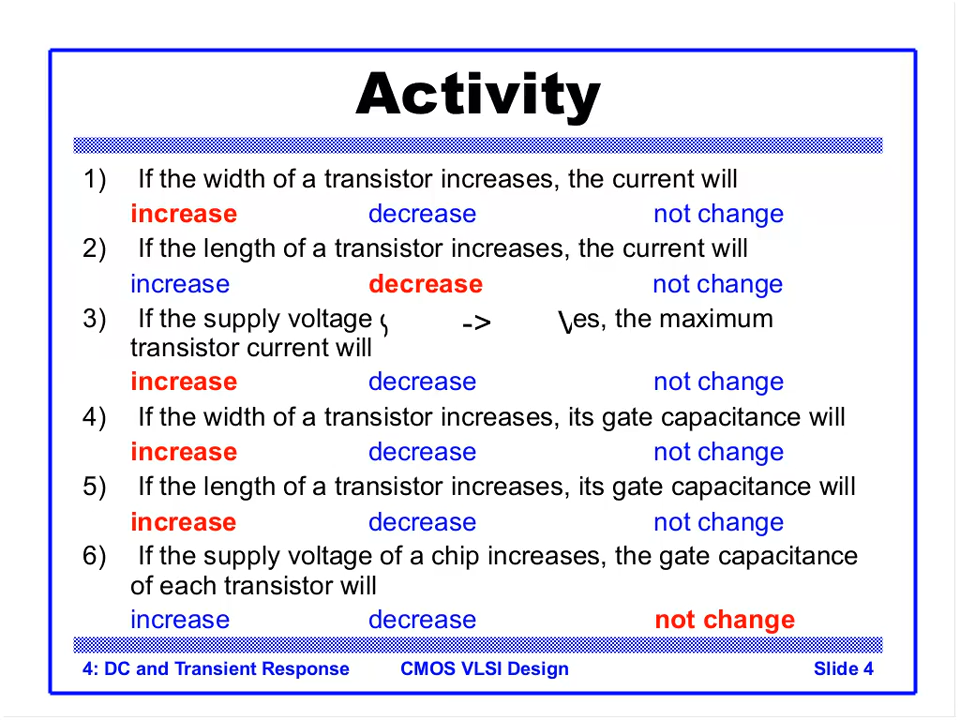 Activity
1) If the width of a transistor increases, the current will
increase decrease not change
2) If the length of a transistor increases, the current will
increase decrease not change
3) If the supply voltage -> V es, the maximum
transistor current will
increase decrease not change
4) If the width of a transistor increases, its gate capacitance will
increase decrease not change
5) If the length of a transistor increases, its gate capacitance will
increase decrease not change
6) If the supply voltage of a chip increases, the gate capacitance
of each transistor will
increase decrease not change
4: DC and Transient Response CMOS VLSI Design Slide 4